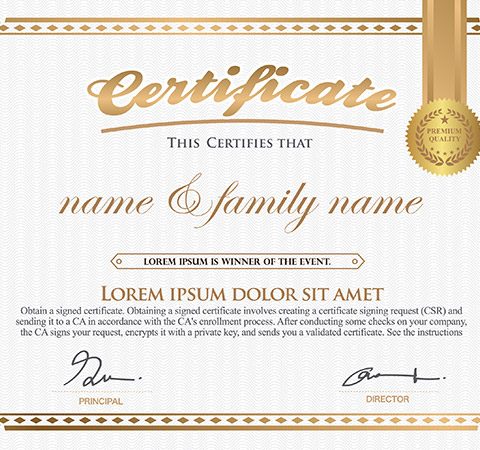 Certificate
PREMIUM
QUALITY
THIS CERTIFIES THAT
name & family name
LOREM IPSUM IS WINNER OF THE EVENT.
LOREM IPSUM DOLOR SIT AMET
Obtain a signed certificate. Obtaining a signed certificate involves creating a certificate signing request (CSR) and
sending it to a CA in accordance with the CA's enrollment process. After conducting some checks on your company,
the CA signs your request, encrypts it with a private key, and sends you a validated certificate. See the instructions
PRINCIPAL
DIRECTOR